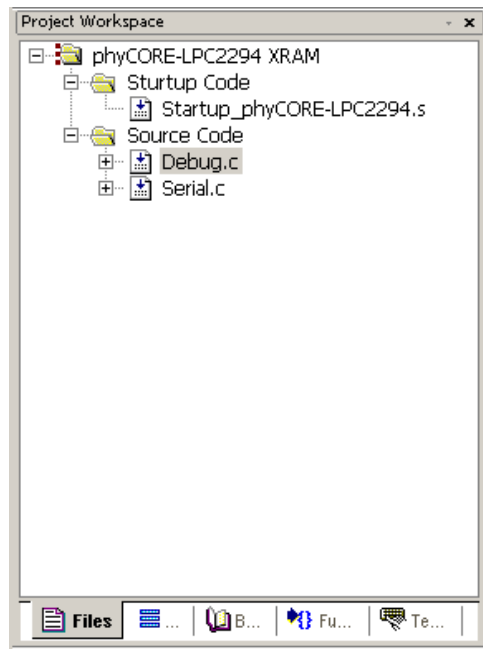 Project Workspace
phyCORE-LPC2294 XRAM
Sturtup Code
Startup_phyCORE-LPC2294.s
Source Code
Debug.c
Serial.c
Files ... B... Fu... Te...